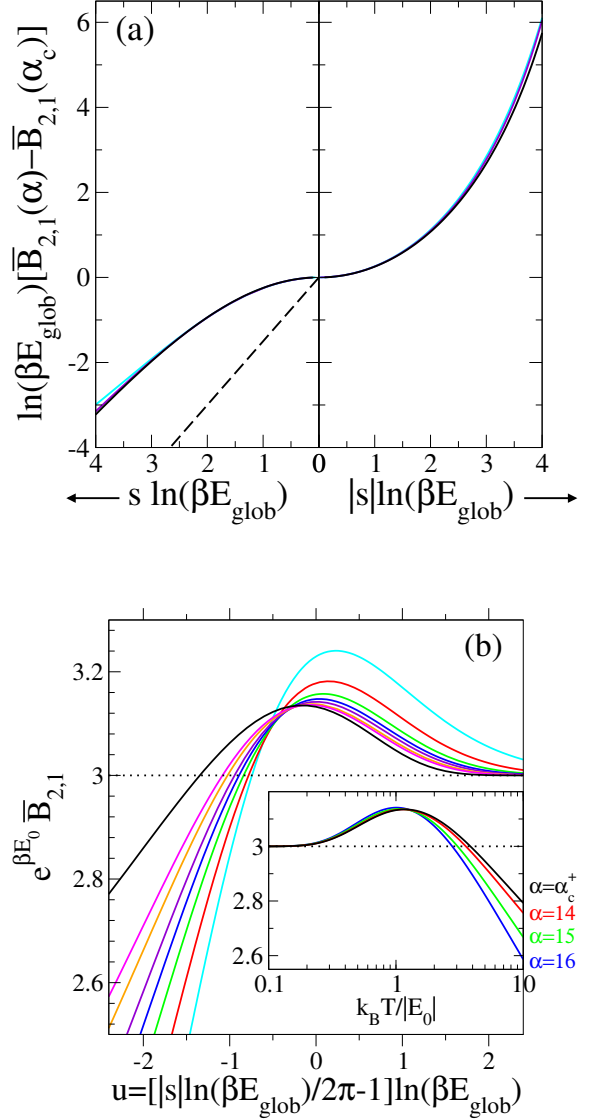 (a)
6
4
2
0
-2
-4
ln(βE_glob)[B̅_2,1(α)−B̅_2,1(α_c)]
4 3 2 1 0 0 1 2 3 4
← s ln(βE_glob) |s|ln(βE_glob) →
(b)
3.2
3
2.8
2.6
e^βE_0 B̅_2,1
3
2.8
2.6
0.1 1 10
k_BT/|E_0|
α=α_c^+
α=14
α=15
α=16
-2 -1 0 1 2
u=[|s|ln(βE_glob)/2π-1]ln(βE_glob)